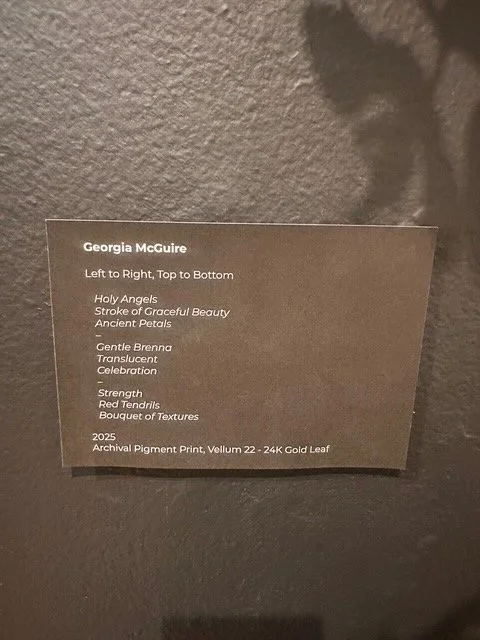 Georgia McGuire
Left to Right, Top to Bottom
Holy Angels
Stroke of Graceful Beauty
Ancient Petals
–
Gentle Brenna
Translucent
Celebration
–
Strength
Red Tendrils
Bouquet of Textures
2025
Archival Pigment Print, Vellum 22 - 24K Gold Leaf